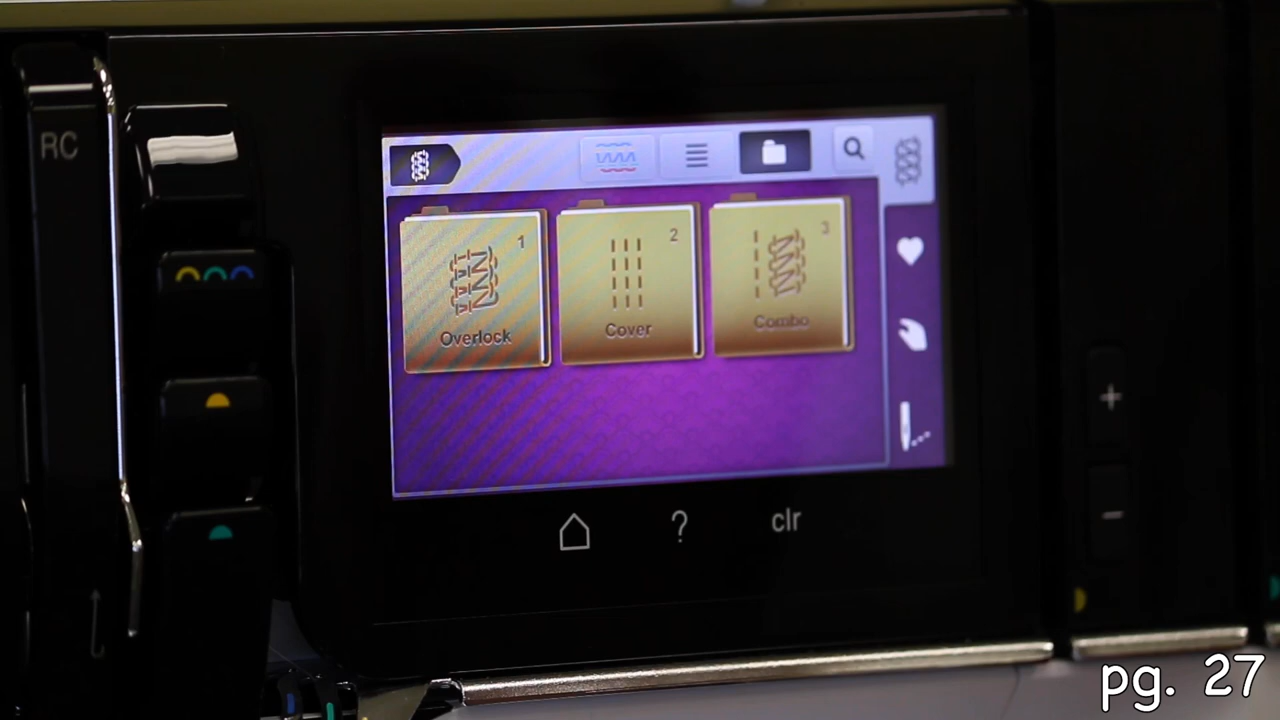 RC
1
Overlock
2
Cover
3
Combo
? clr
+
-
pg. 27